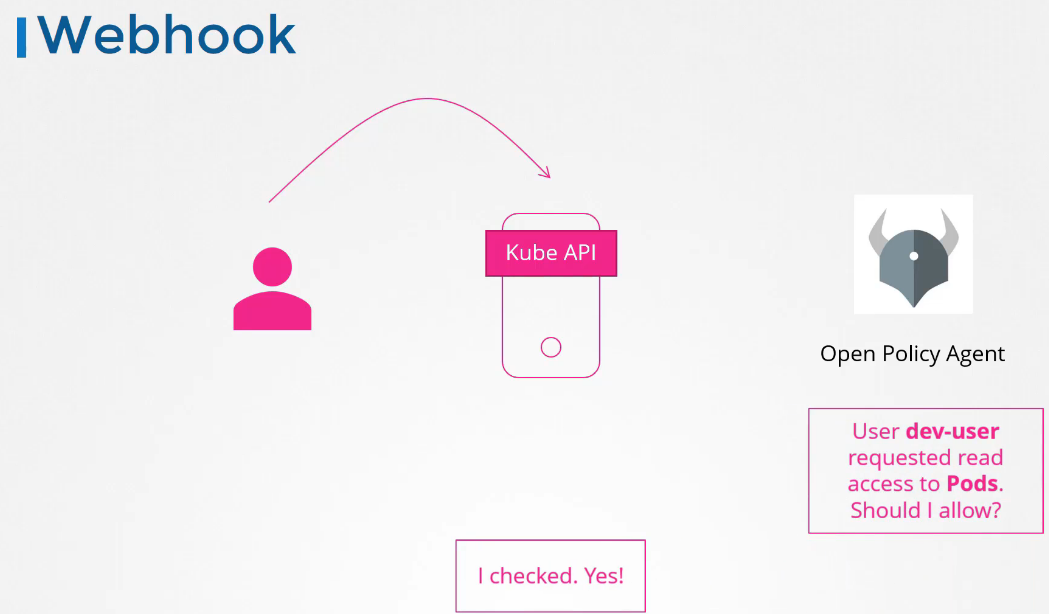 Webhook
Kube API
Open Policy Agent
User dev-user
requested read
access to Pods.
Should I allow?
I checked. Yes!